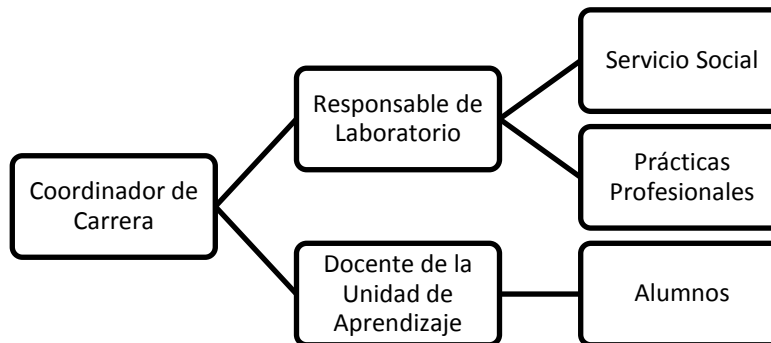 Coordinador de
Carrera
Responsable de
Laboratorio
Servicio Social
Prácticas
Profesionales
Docente de la
Unidad de
Aprendizaje
Alumnos